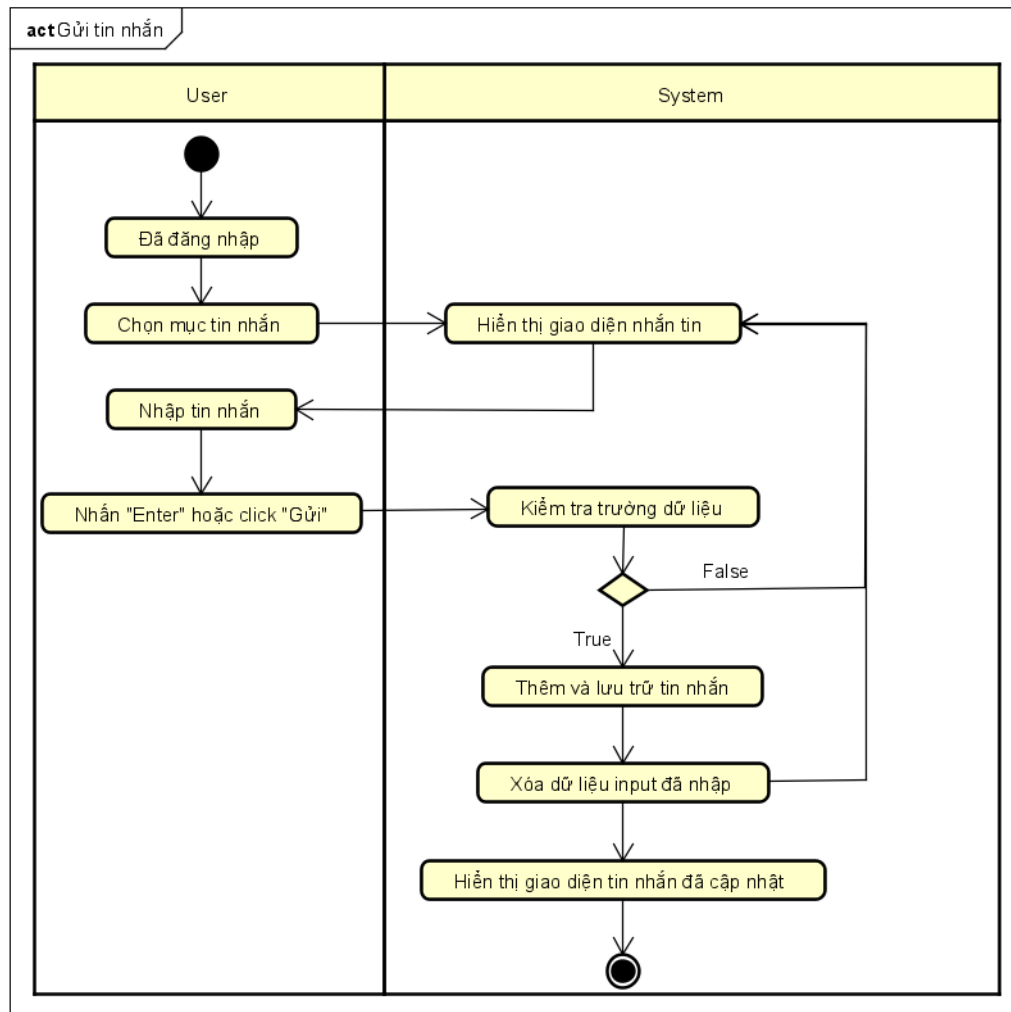 act Gửi tin nhắn
User
System
Đã đăng nhập
Chọn mục tin nhắn
Hiển thị giao diện nhắn tin
Nhập tin nhắn
Nhấn "Enter" hoặc click "Gửi"
Kiểm tra trường dữ liệu
False
True
Thêm và lưu trữ tin nhắn
Xóa dữ liệu input đã nhập
Hiển thị giao diện tin nhắn đã cập nhật